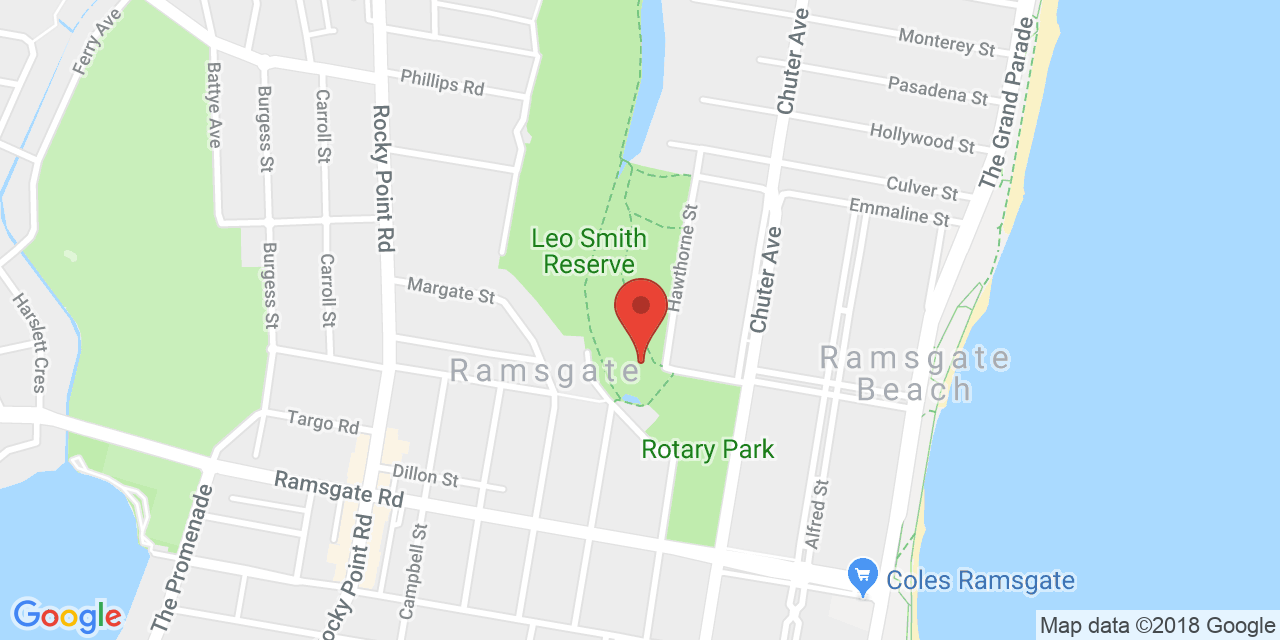 Monterey St
Ferry Ave
Chuter Ave
The Grand Parade
Phillips Rd
Pasadena St
Battye Ave
Burgess St
Carroll St
Rocky Point Rd
Hollywood St
Culver St
Emmaline St
Leo Smith
Reserve
Hawthorne St
Chuter Ave
Burgess St
Carroll St
Margate St
Harslett Cres
Ramsgate
Ramsgate
Beach
Targo Rd
Rotary Park
Dillon St
Ramsgate Rd
Alfred St
The Promenade
Rocky Point Rd
Campbell St
Coles Ramsgate
Google
Map data ©2018 Google